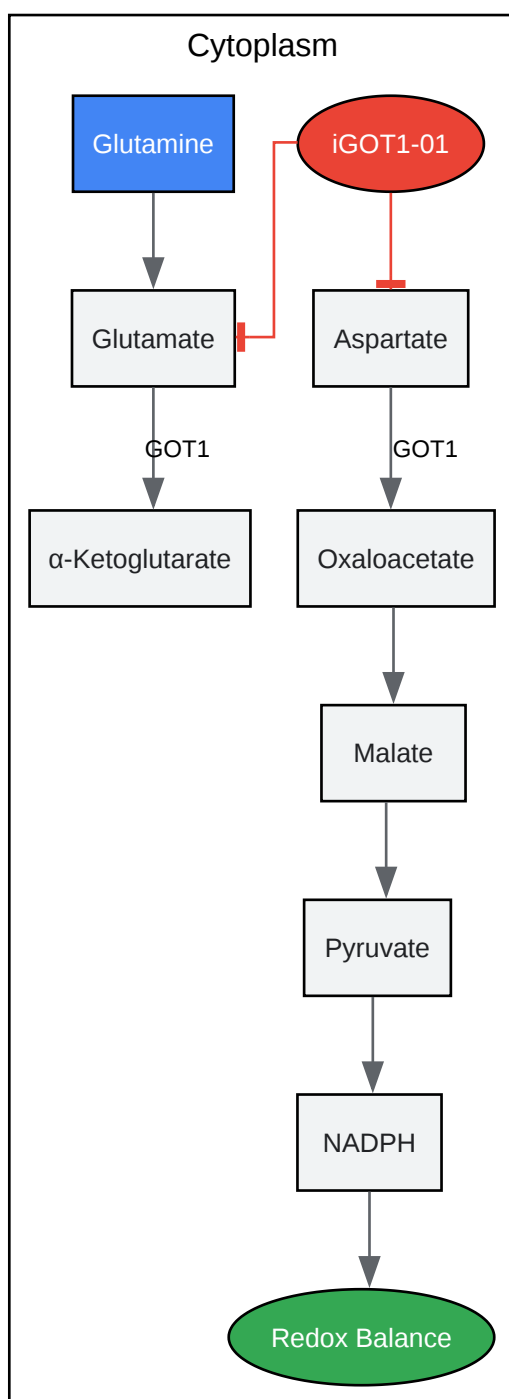 Cytoplasm
Glutamine
iGOT1-01
Glutamate
Aspartate
GOT1
GOT1
α-Ketoglutarate
Oxaloacetate
Malate
Pyruvate
NADPH
Redox Balance